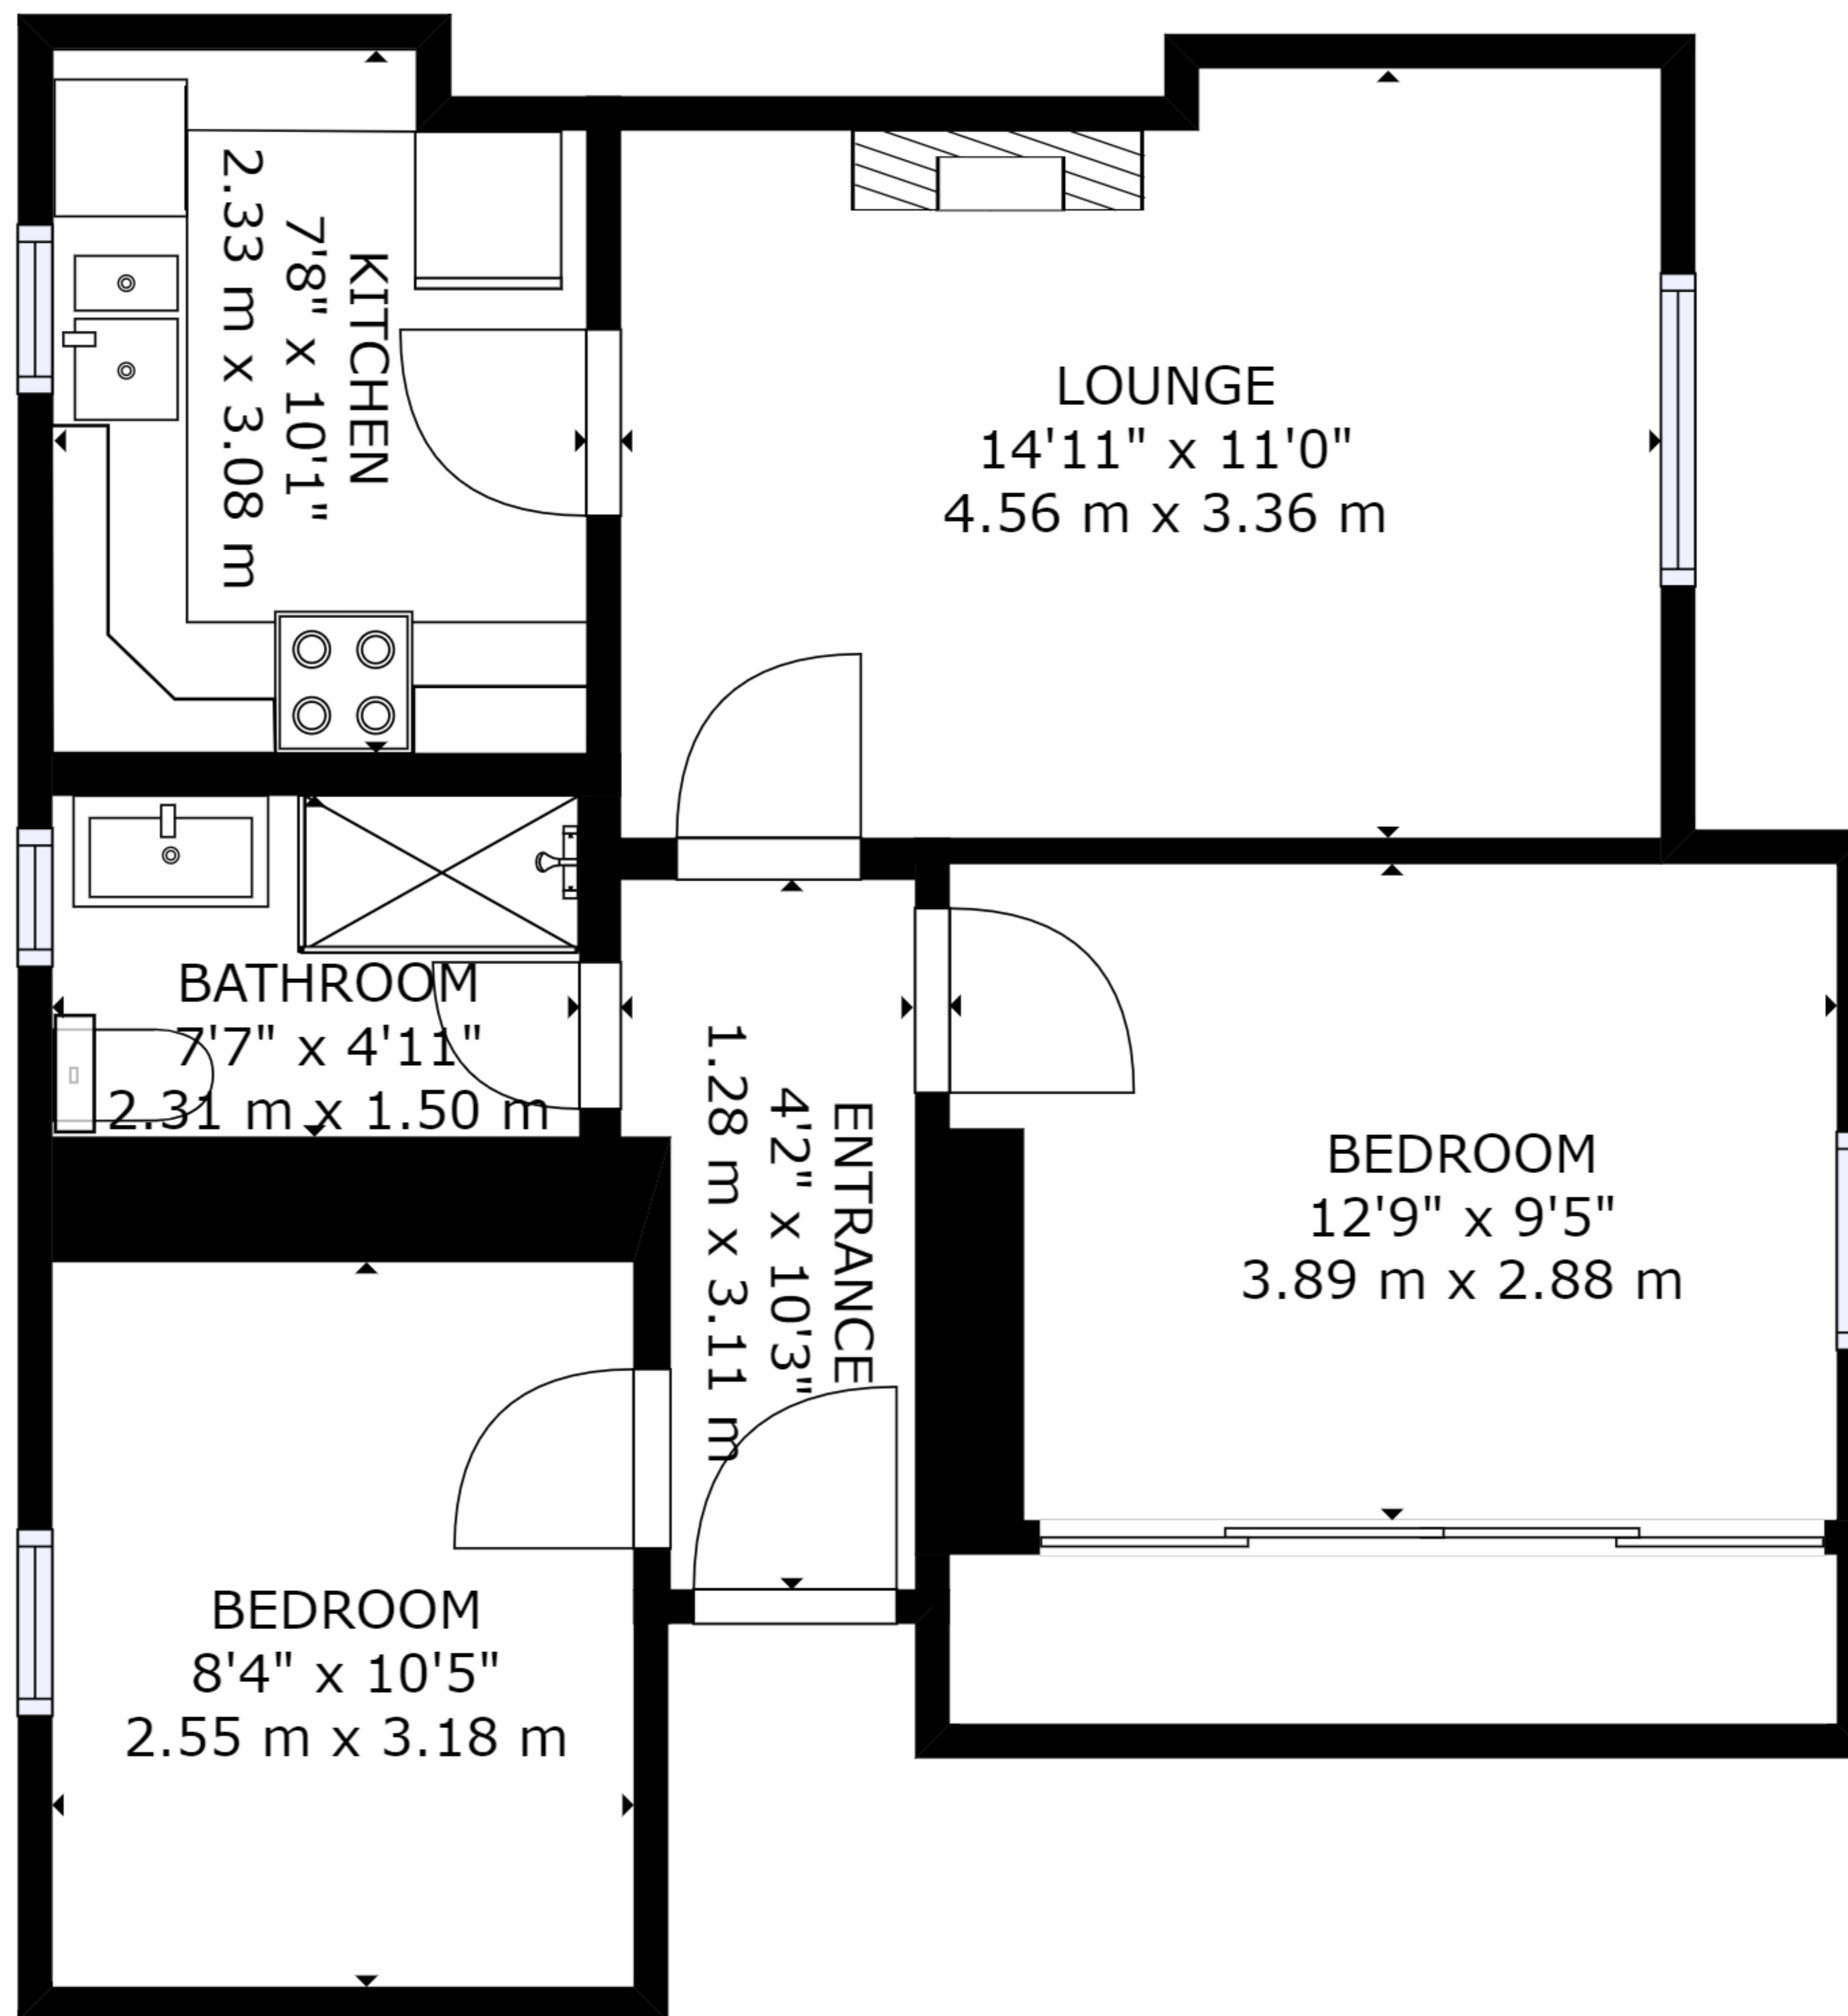 KITCHEN
7'8" x 10'1"
2.33 m x 3.08 m
LOUNGE
14'11" x 11'0"
4.56 m x 3.36 m
BATHROOM
7'7" x 4'11"
2.31 m x 1.50 m
ENTRANCE
4'2" x 10'3"
1.28 m x 3.11 m
BEDROOM
12'9" x 9'5"
3.89 m x 2.88 m
BEDROOM
8'4" x 10'5"
2.55 m x 3.18 m